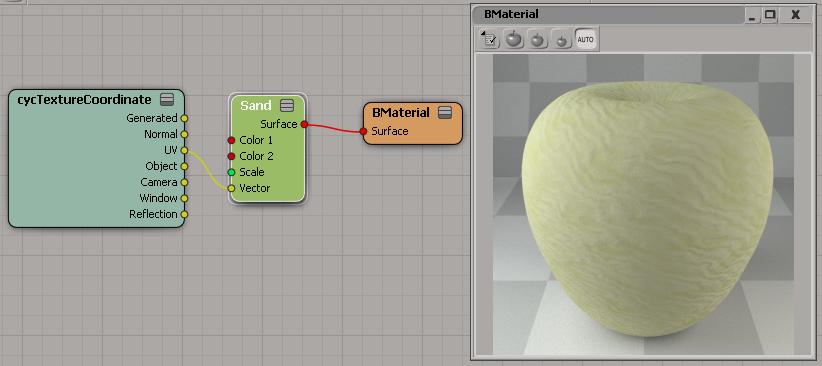 BMaterial
AUTO
cycTextureCoordinate
Generated
Normal
UV
Object
Camera
Window
Reflection
Sand
Surface
Color 1
Color 2
Scale
Vector
BMaterial
Surface